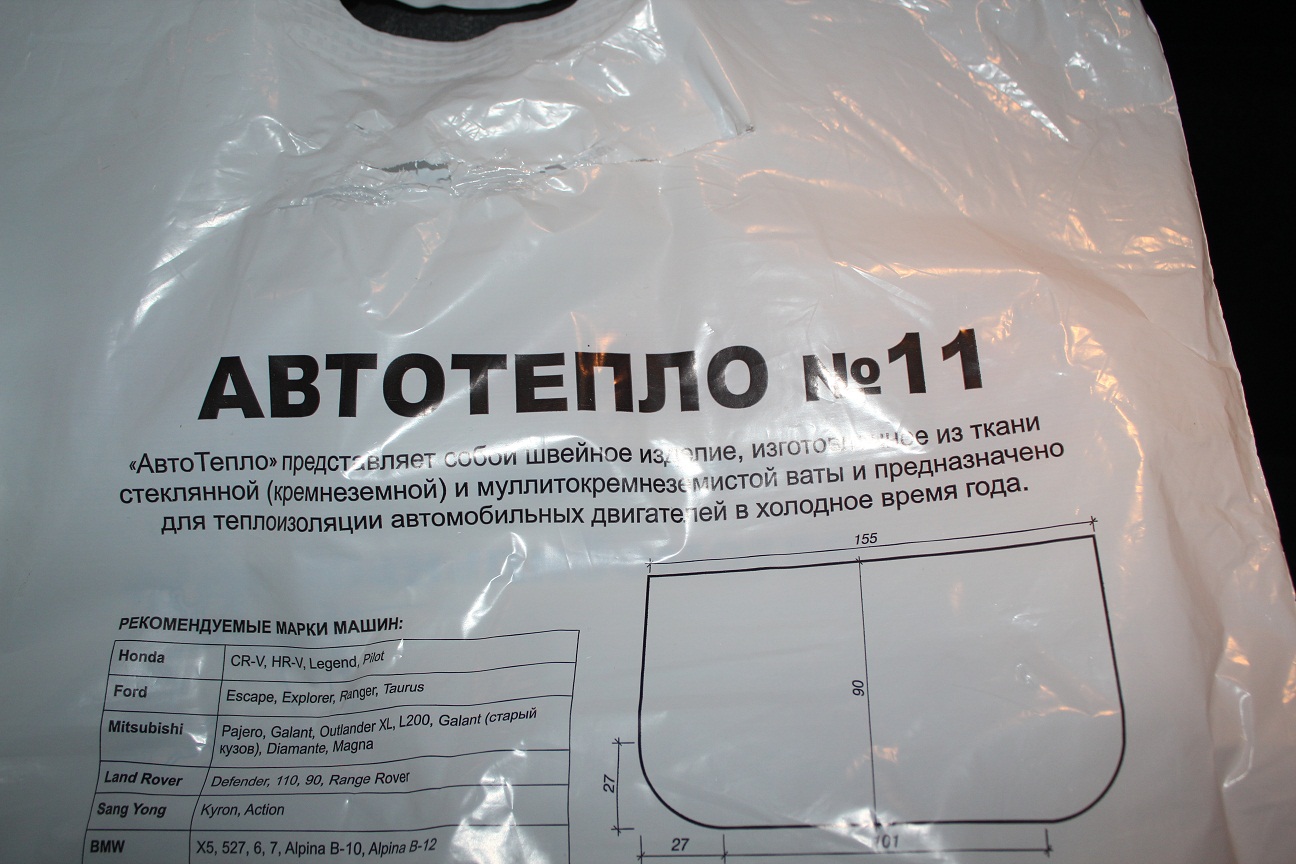 АВТОТЕПЛО №11
«АвтоТепло» представляет собой швейное изделие, изготовленное из ткани
стеклянной (кремнеземной) и муллитокремнеземистой ваты и предназначено
для теплоизоляции автомобильных двигателей в холодное время года.
155
90
27
27
101
РЕКОМЕНДУЕМЫЕ МАРКИ МАШИН:
Honda CR-V, HR-V, Legend, Pilot
Ford Escape, Explorer, Ranger, Taurus
Mitsubishi Pajero, Galant, Outlander XL, L200, Galant (старый
кузов), Diamante, Magna
Land Rover Defender, 110, 90, Range Rover
Sang Yong Kyron, Action
BMW X5, 527, 6, 7, Alpina B-10, Alpina B-12